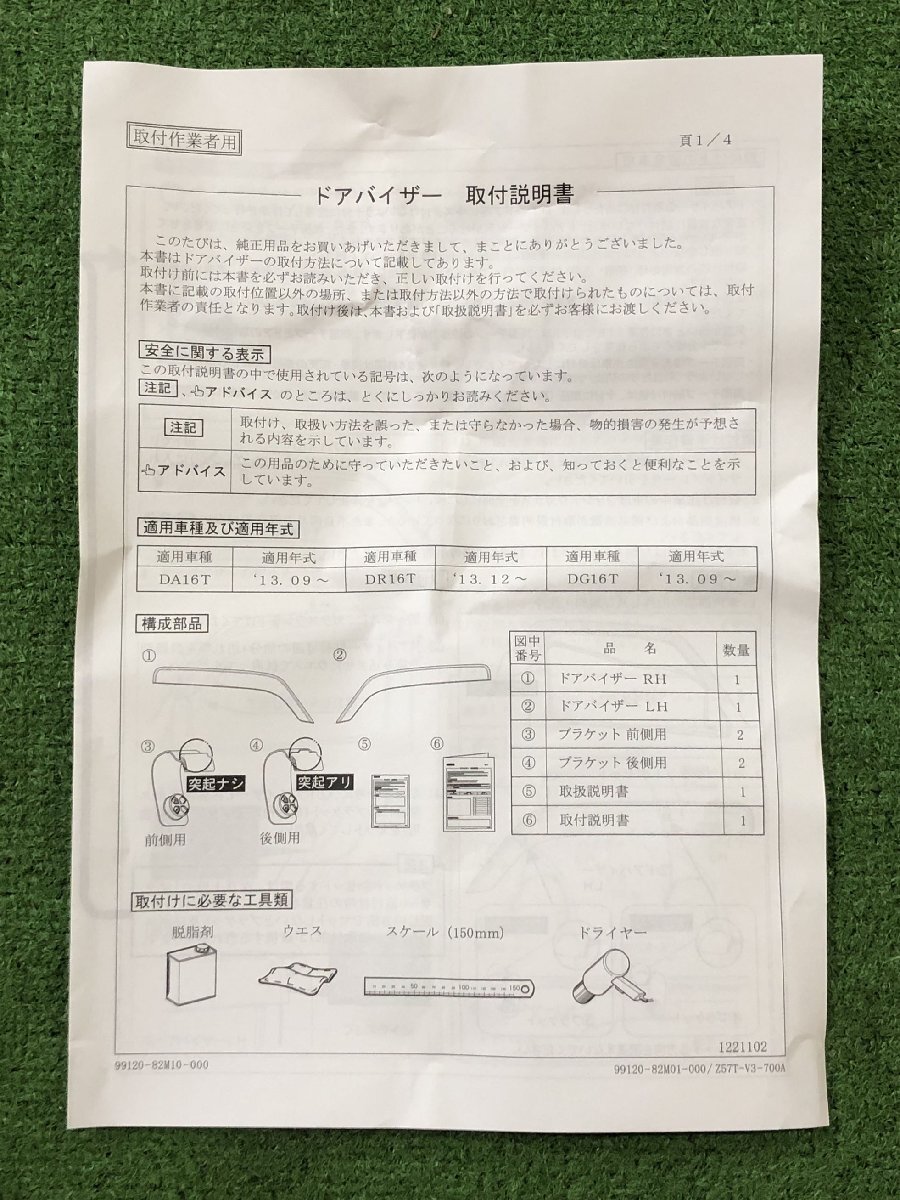 取付作業者用
頁1/4
ドアバイザー 取付説明書
このたびは、純正用品をお買いあげいただきまして、まことにありがとうございました。
本書はドアバイザーの取付方法について記載してあります。
取付け前には本書を必ずお読みいただき、正しい取付けを行ってください。
本書に記載の取付位置以外の場所、または取付方法以外の方法で取付けられたものについては、取付
作業者の責任となります。取付け後は、本書および「取扱説明書」を必ずお客様にお渡しください。
安全に関する表示
この取付説明書の中で使用されている記号は、次のようになっています。
注記、アドバイス のところは、とくにしっかりお読みください。
注記 取付け、取扱い方法を誤った、または守らなかった場合、物的損害の発生が予想さ
れる内容を示しています。
アドバイス この用品のために守っていただきたいこと、および、知っておくと便利なことを示
しています。
適用車種及び適用年式
適用車種 適用年式 適用車種 適用年式 適用車種 適用年式
DA16T '13.09~ DR16T '13.12~ DG16T '13.09~
構成部品
① ②
③ ④ ⑤ ⑥
突起ナシ 突起アリ
前側用 後側用
図中番号 品名 数量
① ドアバイザー RH 1
② ドアバイザー LH 1
③ ブラケット 前側用 2
④ ブラケット 後側用 2
⑤ 取扱説明書 1
⑥ 取付説明書 1
取付けに必要な工具類
脱脂剤 ウエス スケール (150mm) ドライヤー
50 100 150
1221102
99120-82M10-000
99120-82M01-000/Z57T-V3-700A